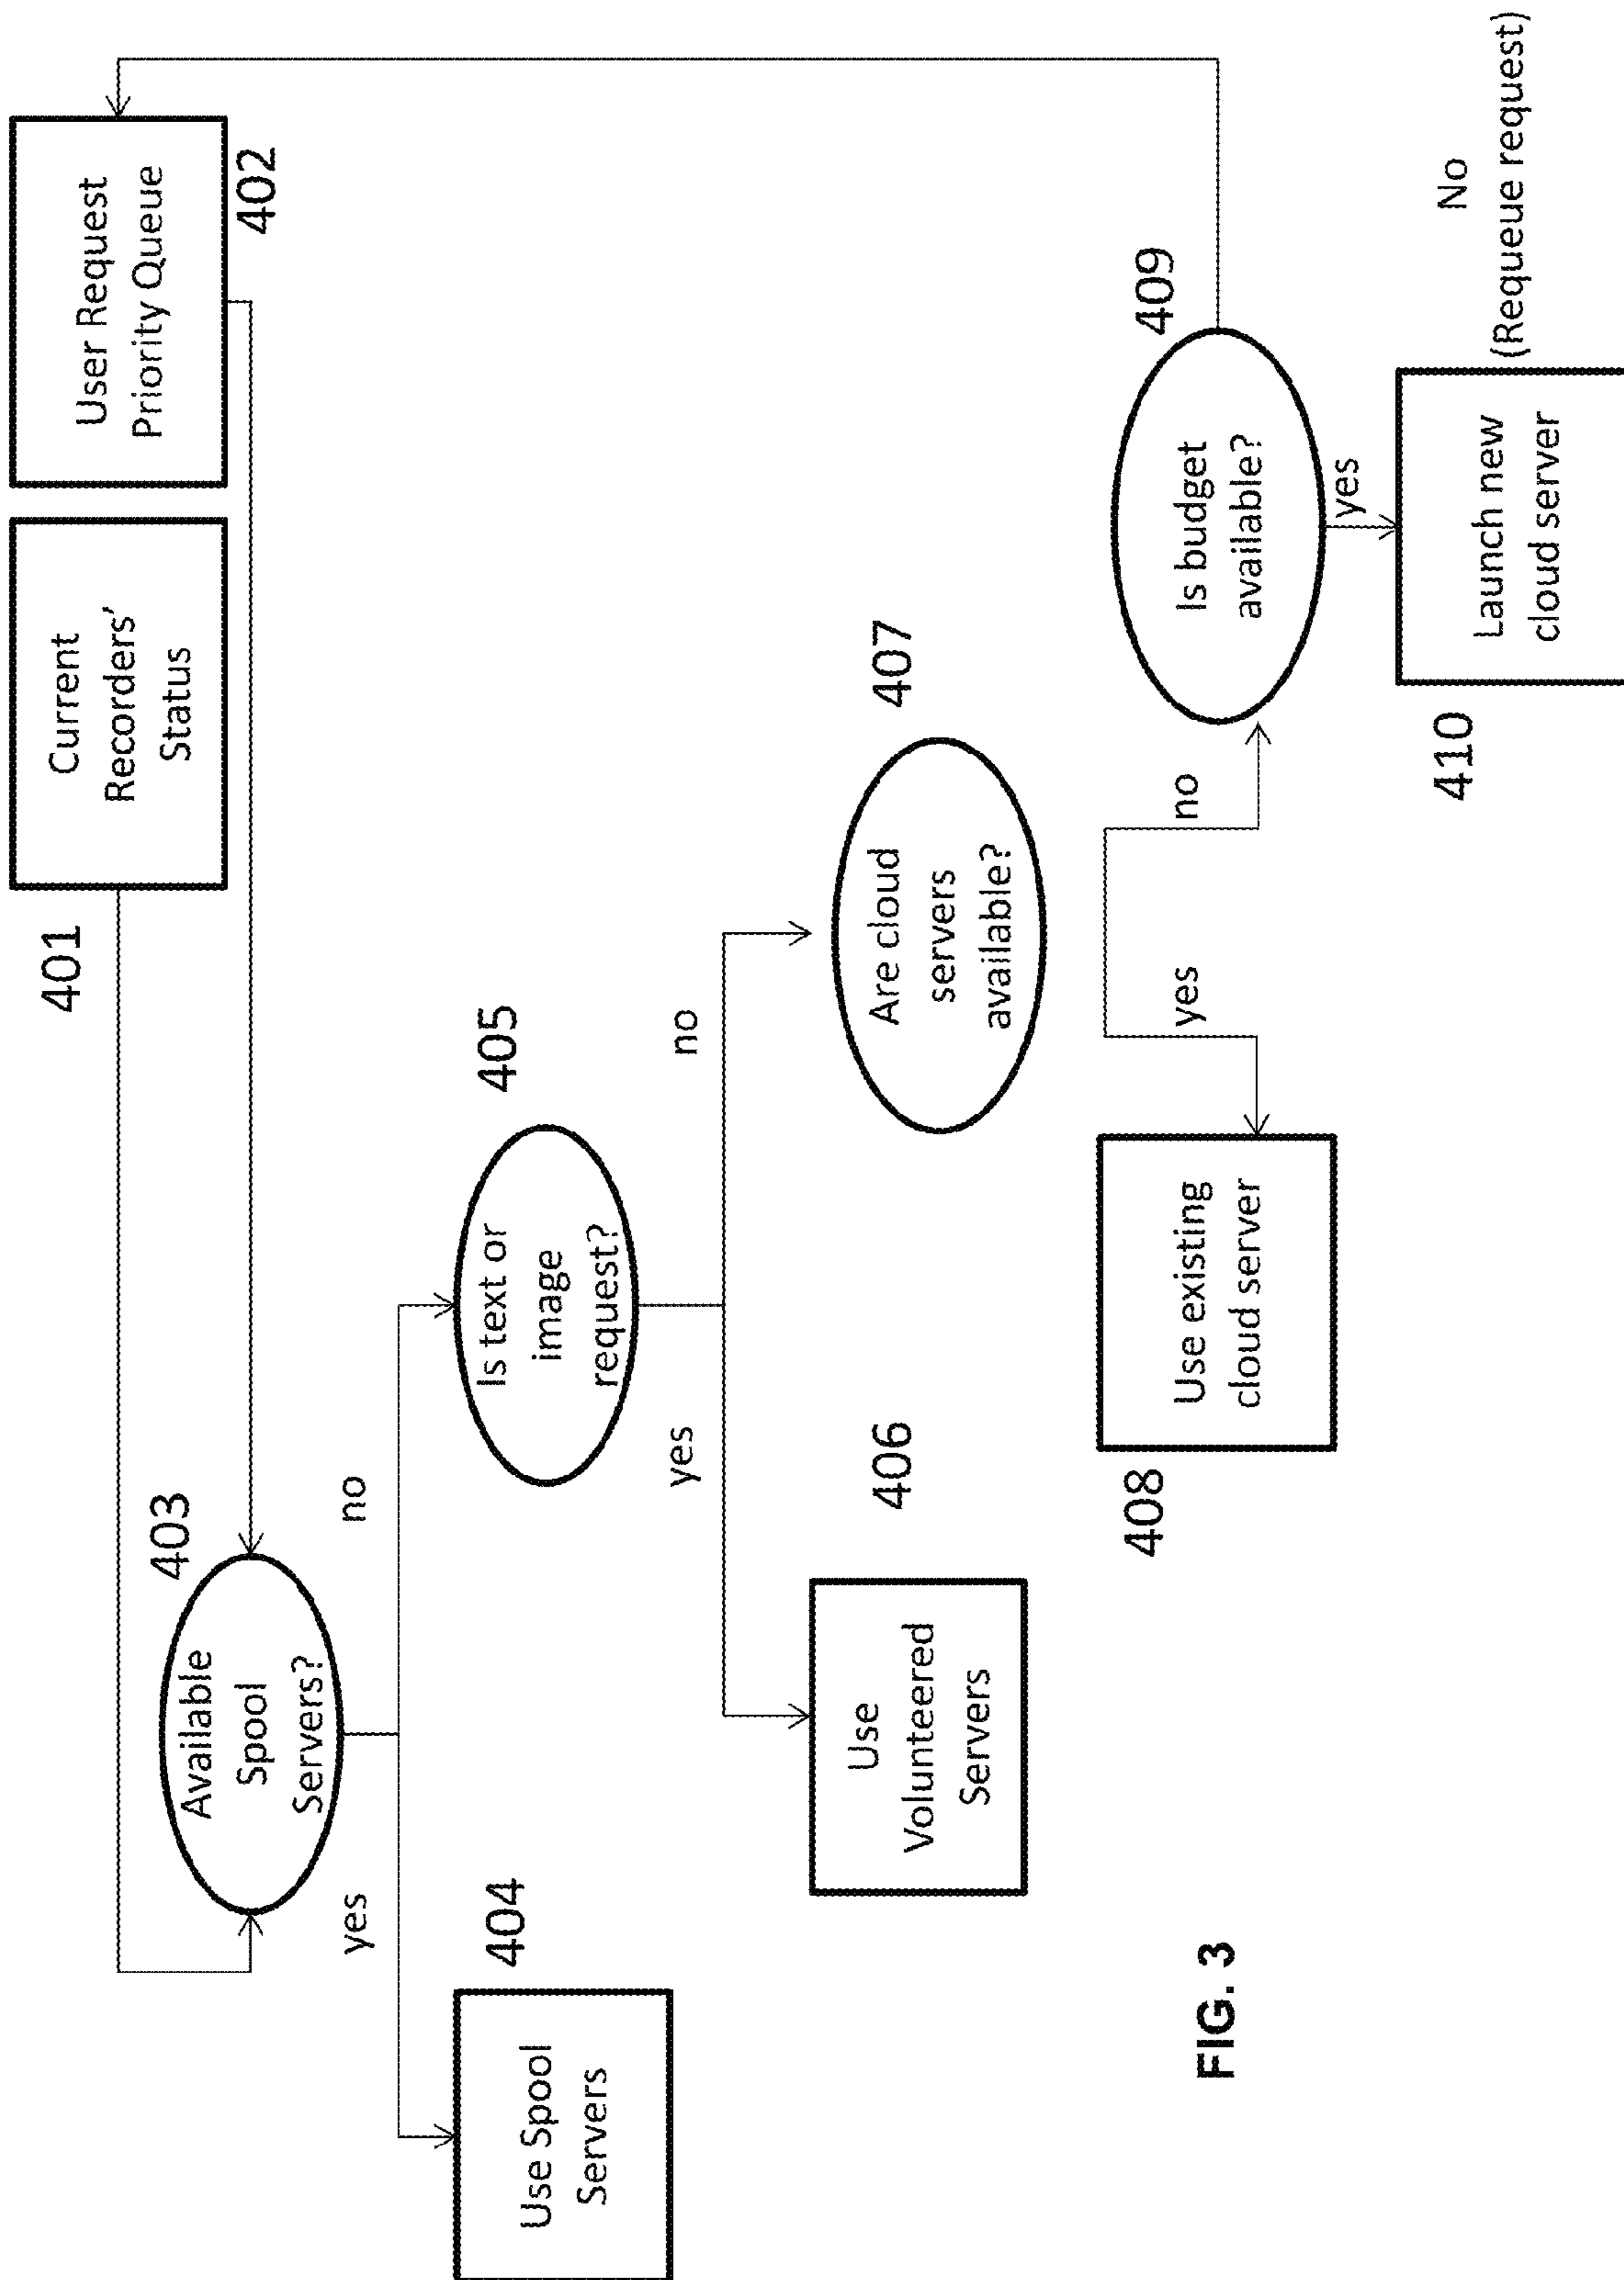 401
Current
Recorders’
Status
User Request
Priority Queue
402
403
Available
Spool
Servers?
yes
no
404
Use Spool
Servers
405
Is text or
image
request?
yes
no
406
Use
Volunteered
Servers
407
Are cloud
servers
available?
yes
no
408
Use existing
cloud server
409
Is budget
available?
yes
No
(Requeue request)
410
Launch new
cloud server
FIG. 3